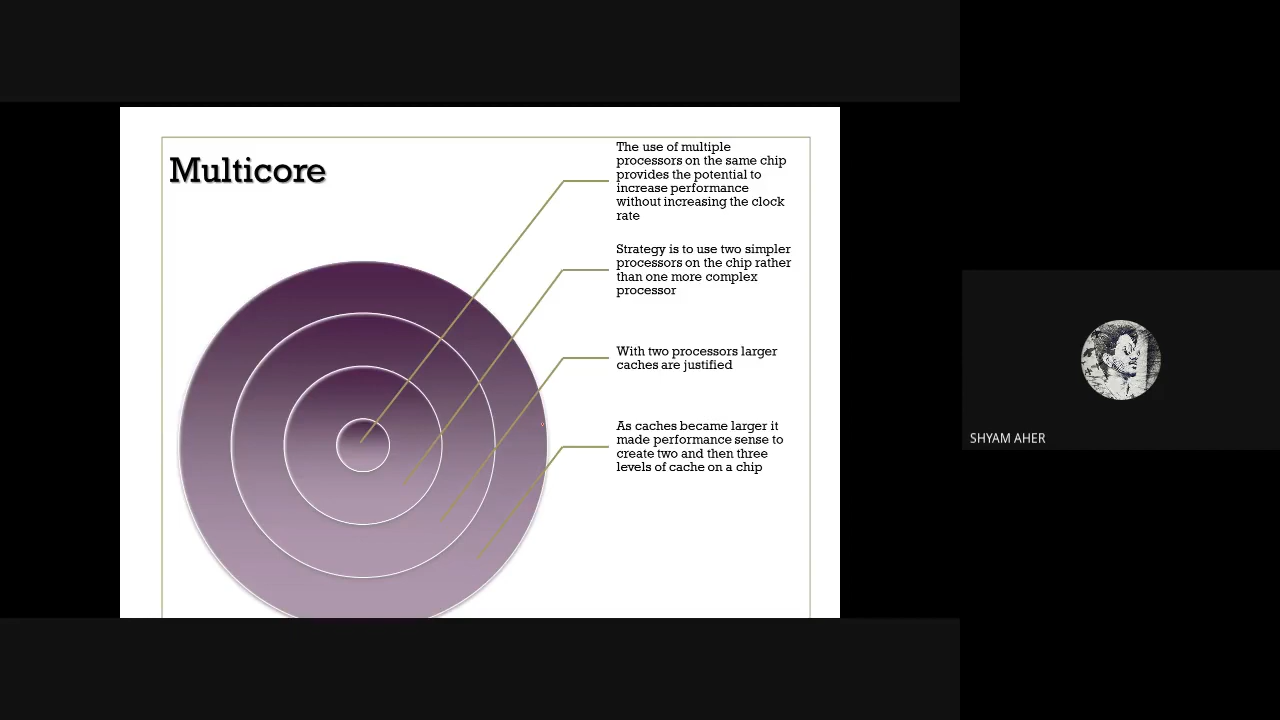 Multicore
The use of multiple
processors on the same chip
provides the potential to
increase performance
without increasing the clock
rate
Strategy is to use two simpler
processors on the chip rather
than one more complex
processor
With two processors larger
caches are justified
As caches became larger it
made performance sense to
create two and then three
levels of cache on a chip
SHYAM AHER